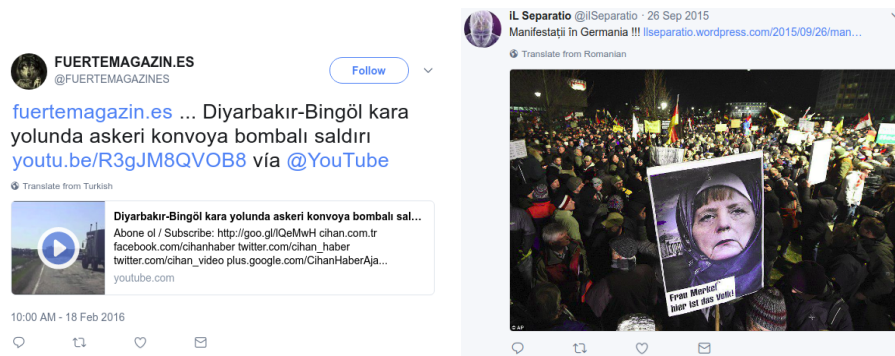 FUERTEMAGAZIN.ES
@FUERTEMAGAZINES
Follow
fuertemagazin.es ... Diyarbakır-Bingöl kara
yolunda askeri konvoya bombalı saldırı
youtu.be/R3gJM8QVOB8 vía @YouTube
Translate from Turkish
Diyarbakır-Bingöl kara yolunda askeri konvoya bombalı sal...
Abone ol / Subscribe: http://goo.gl/lQeMwH cihan.com.tr
facebook.com/cihanhaber twitter.com/cihan_haber
twitter.com/cihan_video plus.google.com/CihanHaberAja...
youtube.com
10:00 AM - 18 Feb 2016
iL Separatio @ilSeparatio · 26 Sep 2015
Manifestații în Germania !!! ilseparatio.wordpress.com/2015/09/26/man...
Translate from Romanian
Frau Merkel
hier ist das Volk!
© AP